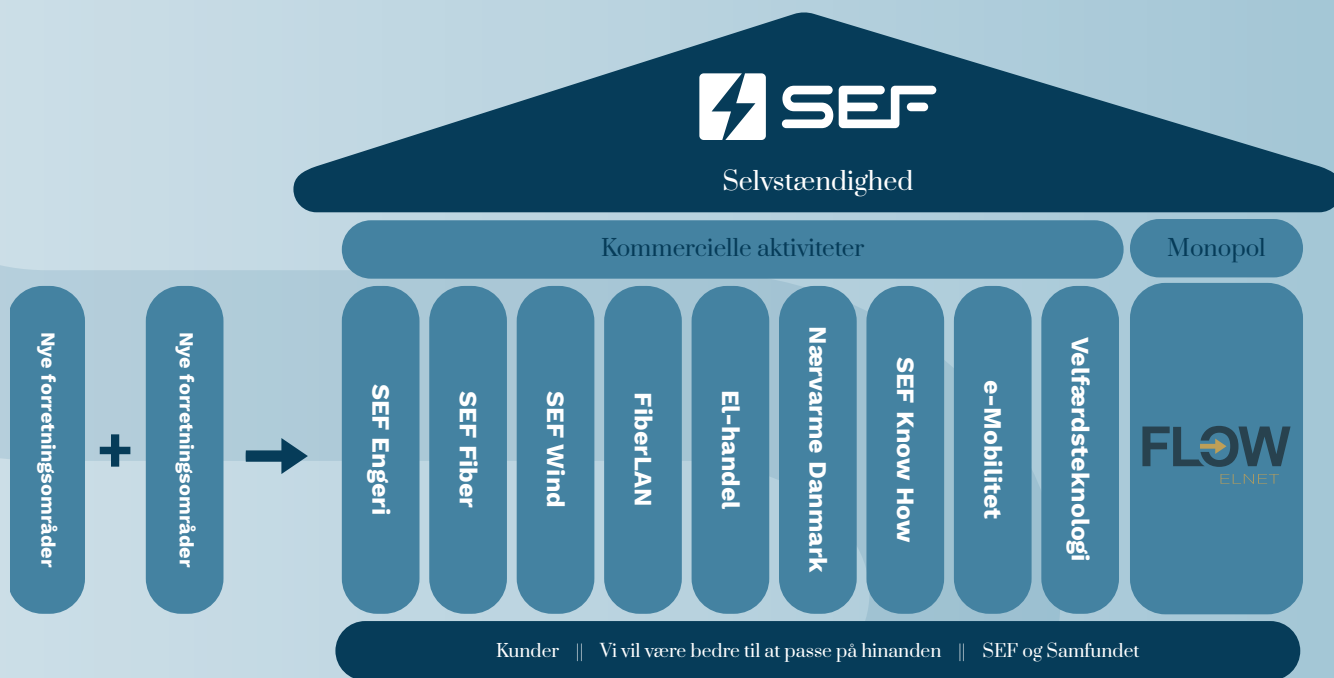 SEF
Selvstændighed
Kommercielle aktiviteter
Monopol
Nye forretningsområder
+
Nye forretningsområder
SEF Engeri
SEF Fiber
SEF Wind
FiberLAN
El-handel
Nærvarme Danmark
SEF Know How
e-Mobilitet
Velfærdsteknologi
FLOW
ELNET
Kunder || Vi vil være bedre til at passe på hinanden || SEF og Samfundet